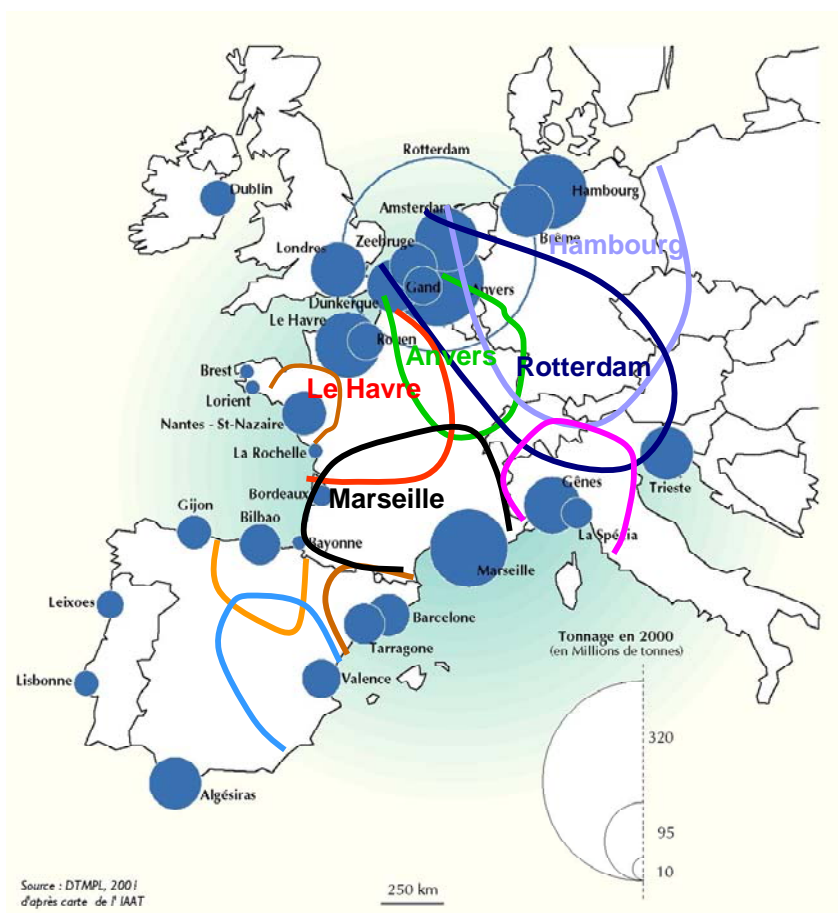 Rotterdam
Dublin
Hambourg
Amsterdam
Brême
Hambourg
Zeebruge
Londres
Gand
Anvers
Dunkerque
Le Havre
Rouen
Anvers
Rotterdam
Brest
Le Havre
Lorient
Nantes - St-Nazaire
La Rochelle
Bordeaux
Marseille
Gênes
Trieste
Gijon
Bilbao
La Spézia
Bayonne
Marseille
Leixoes
Barcelone
Tarragone
Tonnage en 2000
(en Millions de tonnes)
Lisbonne
Valence
320
Algésiras
95
10
Source : DTMPL, 2001
d'après carte de l' IAAT
250 km